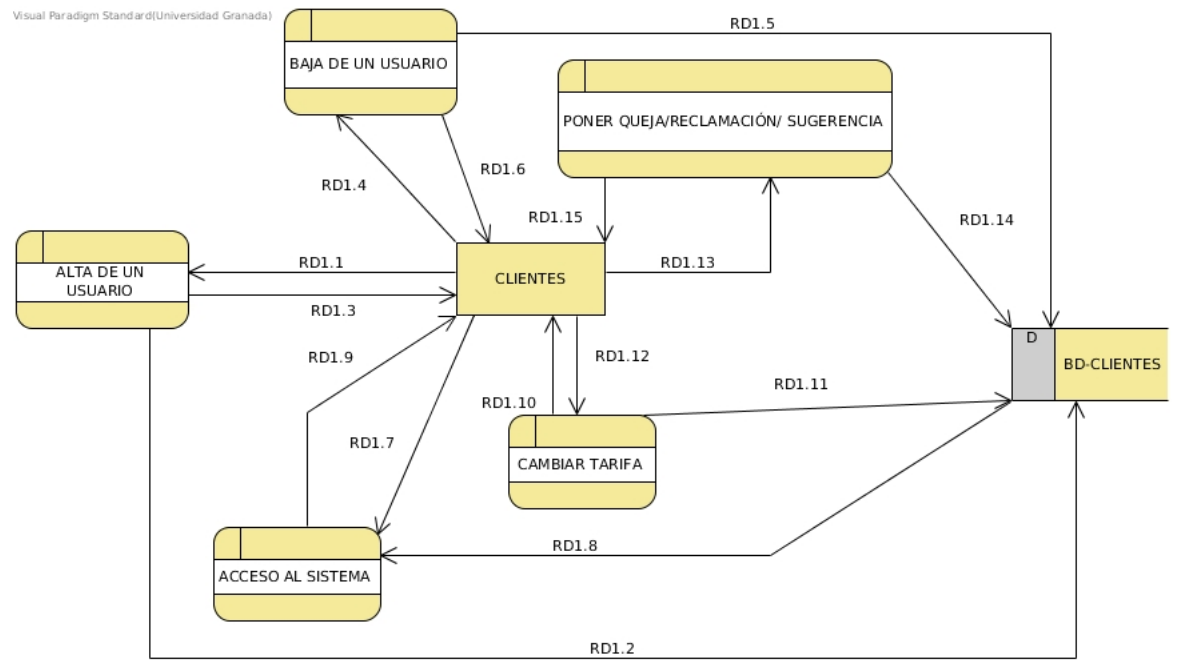 Visual Paradigm Standard(Universidad Granada)
RD1.5
BAJA DE UN USUARIO
PONER QUEJA/RECLAMACIÓN/ SUGERENCIA
RD1.6
RD1.4
RD1.15
RD1.14
RD1.1
RD1.13
ALTA DE UN
USUARIO
CLIENTES
RD1.3
D
RD1.9
RD1.12
BD-CLIENTES
RD1.11
RD1.10
RD1.7
CAMBIAR TARIFA
RD1.8
ACCESO AL SISTEMA
RD1.2